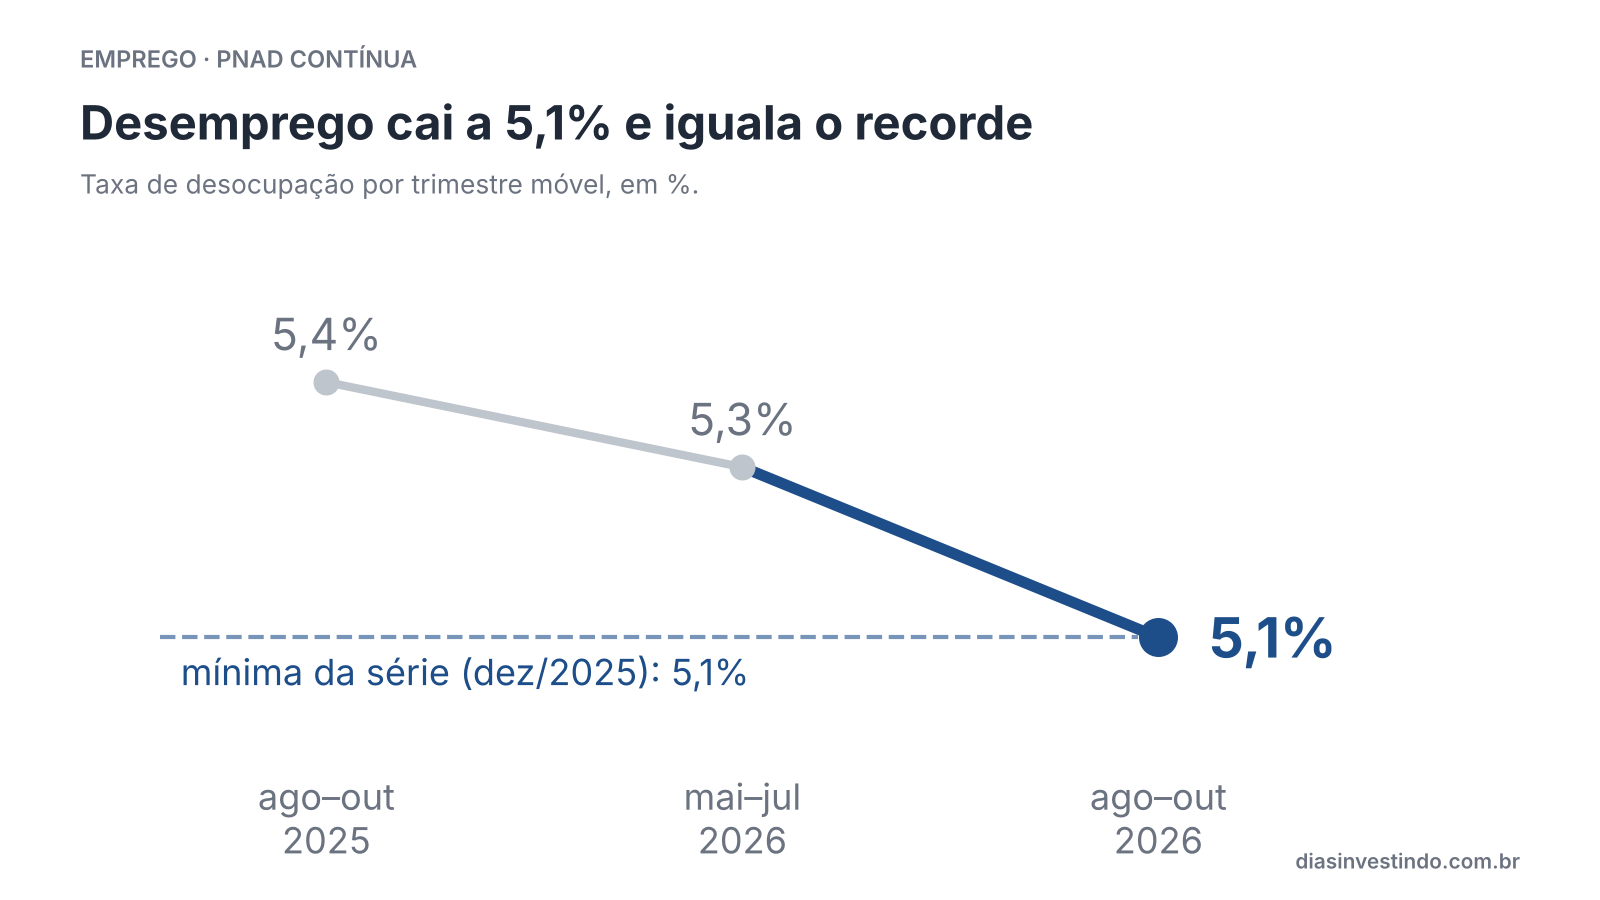 EMPREGO · PNAD CONTÍNUA
Desemprego cai a 5,1% e iguala o recorde
Taxa de desocupação por trimestre móvel, em %.
5,4%
5,3%
5,1%
mínima da série (dez/2025): 5,1%
ago–out
2025
mai–jul
2026
ago–out
2026
diasinvestindo.com.br